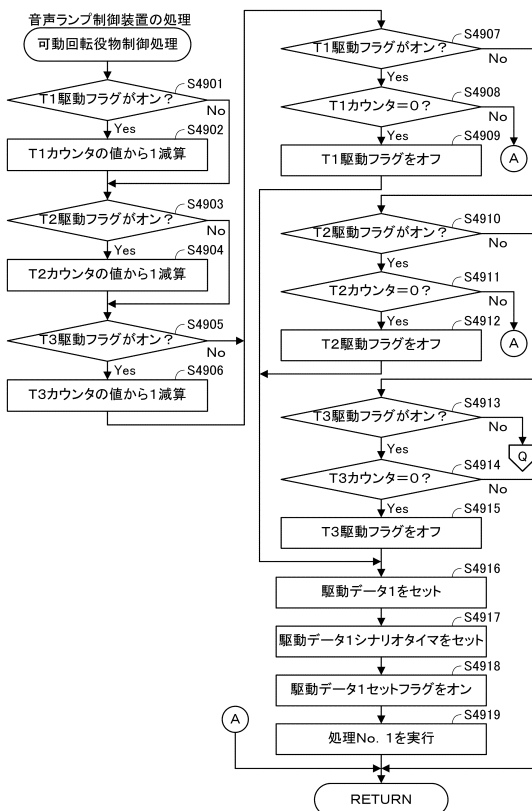 音声ランプ制御装置の処理
可動回転役物制御処理
S4901
T1駆動フラグがオン？
No
Yes
S4902
T1カウンタの値から1減算
S4903
T2駆動フラグがオン？
No
Yes
S4904
T2カウンタの値から1減算
S4905
T3駆動フラグがオン？
No
Yes
S4906
T3カウンタの値から1減算
S4907
T1駆動フラグがオン？
No
Yes
S4908
T1カウンタ=0？
No
A
Yes
S4909
T1駆動フラグをオフ
S4910
T2駆動フラグがオン？
No
Yes
S4911
T2カウンタ=0？
No
A
Yes
S4912
T2駆動フラグをオフ
S4913
T3駆動フラグがオン？
No
Q
Yes
S4914
T3カウンタ=0？
No
Yes
S4915
T3駆動フラグをオフ
S4916
駆動データ1をセット
S4917
駆動データ1シナリオタイマをセット
S4918
駆動データ1セットフラグをオン
S4919
処理No. 1を実行
A
RETURN